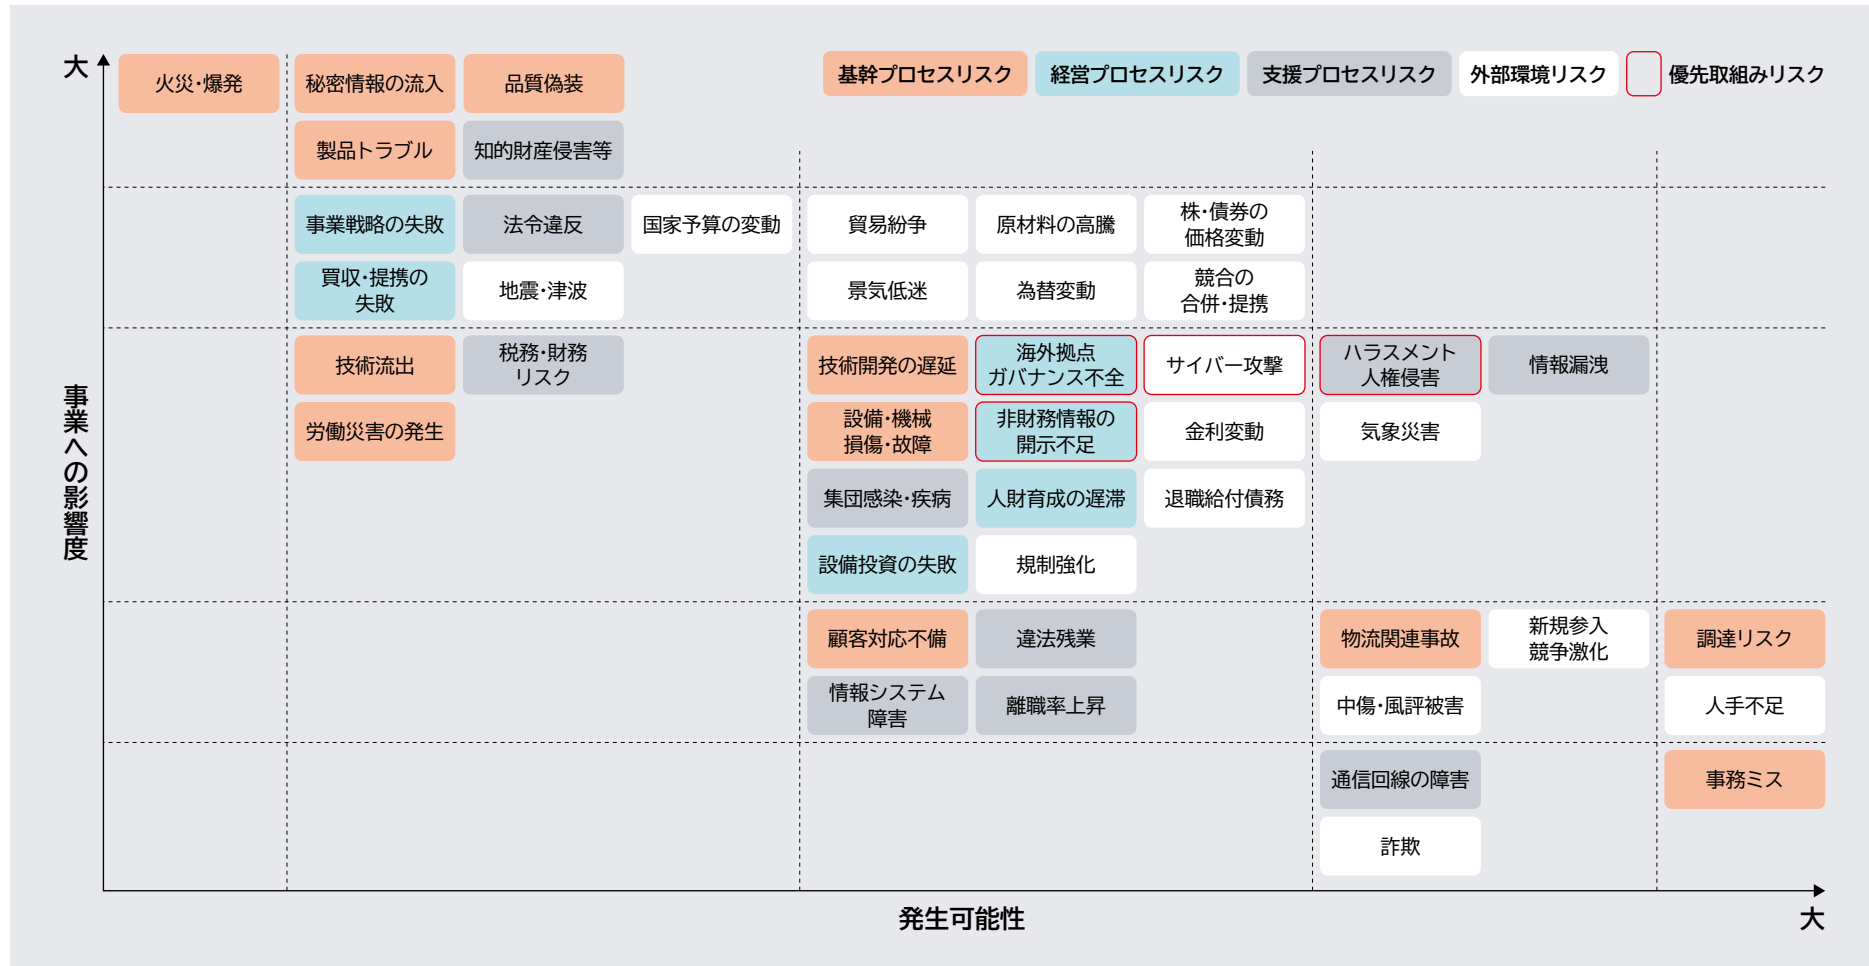 大
火災・爆発
秘密情報の流入
品質偽装
基幹プロセスリスク
経営プロセスリスク
支援プロセスリスク
外部環境リスク
優先取組みリスク
製品トラブル
知的財産侵害等
事業戦略の失敗
法令違反
国家予算の変動
貿易紛争
原材料の高騰
株・債券の
価格変動
買収・提携の
失敗
地震・津波
景気低迷
為替変動
競合の
合併・提携
技術流出
税務・財務
リスク
技術開発の遅延
海外拠点
ガバナンス不全
サイバー攻撃
ハラスメント
人権侵害
情報漏洩
労働災害の発生
設備・機械
損傷・故障
非財務情報の
開示不足
金利変動
気象災害
集団感染・疾病
人財育成の遅滞
退職給付債務
設備投資の失敗
規制強化
顧客対応不備
違法残業
物流関連事故
新規参入
競争激化
調達リスク
情報システム
障害
離職率上昇
中傷・風評被害
人手不足
通信回線の障害
事務ミス
詐欺
事業への影響度
発生可能性
大